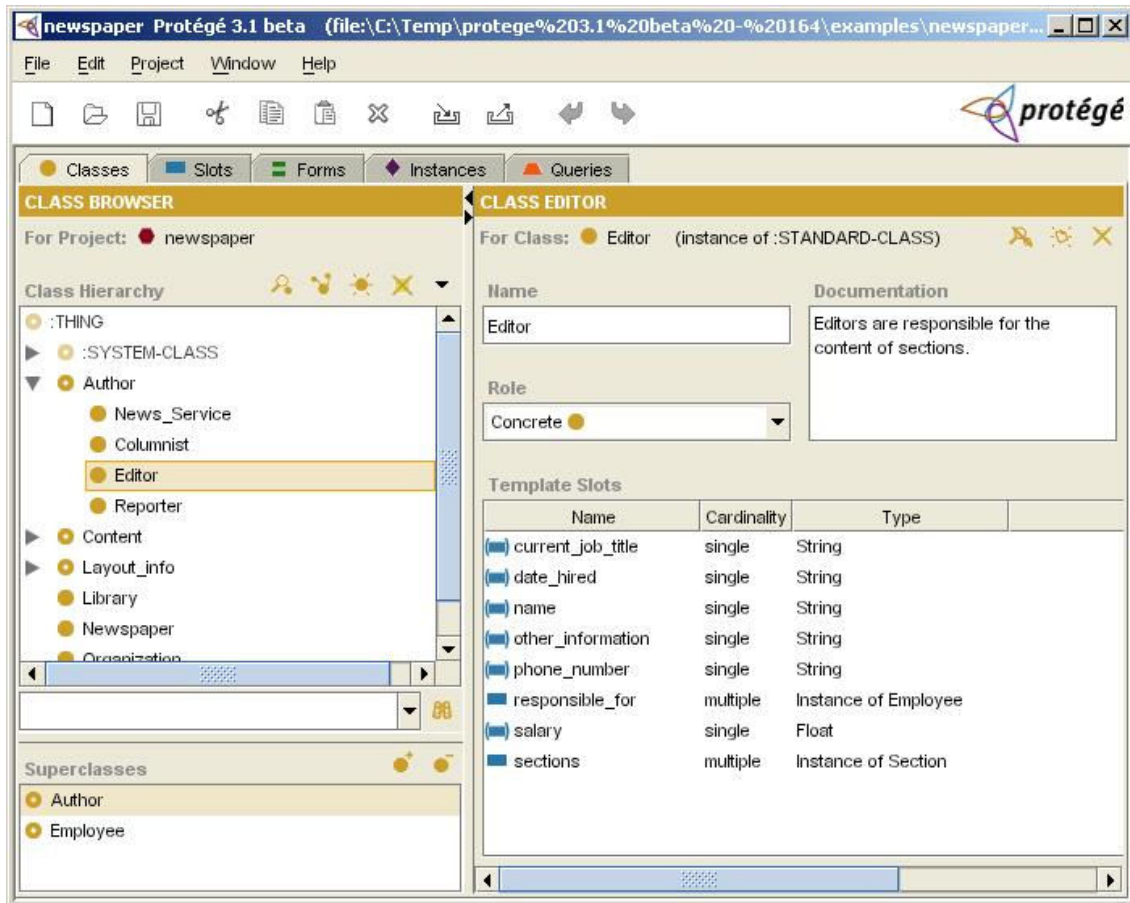 newspaper Protégé 3.1 beta (file:\C:\Temp\protege%203.1%20beta%20-%20164\examples\newspaper...
File Edit Project Window Help
protégé
Classes Slots Forms Instances Queries
CLASS BROWSER
For Project: newspaper
Class Hierarchy
:THING
:SYSTEM-CLASS
Author
News_Service
Columnist
Editor
Reporter
Content
Layout_info
Library
Newspaper
Organization
Superclasses
Author
Employee
CLASS EDITOR
For Class: Editor (instance of :STANDARD-CLASS)
Name
Editor
Role
Concrete
Documentation
Editors are responsible for the
content of sections.
Template Slots
Name Cardinality Type
current_job_title single String
date_hired single String
name single String
other_information single String
phone_number single String
responsible_for multiple Instance of Employee
salary single Float
sections multiple Instance of Section